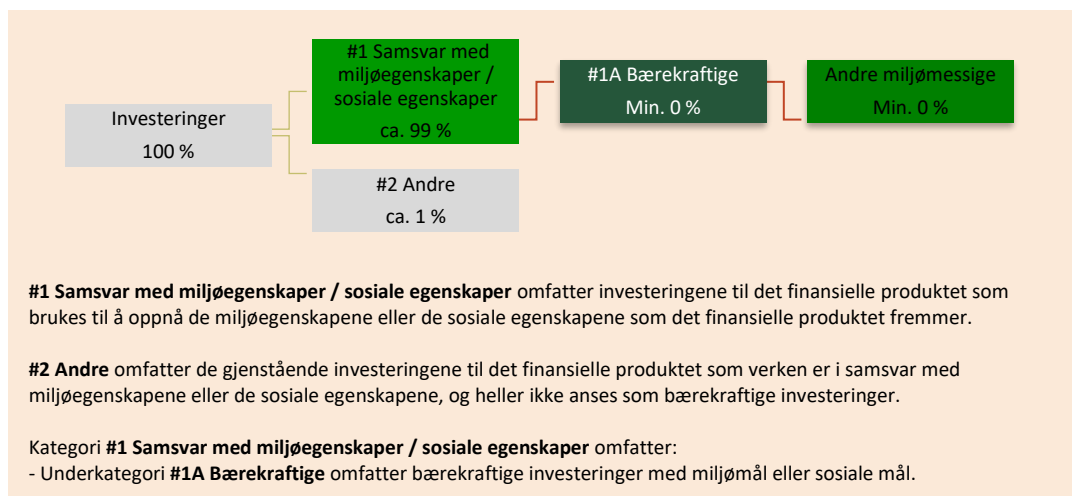 #1 Samsvar med
miljøegenskaper /
sosiale egenskaper
ca. 99 %
#1A Bærekraftige
Min. 0 %
Andre miljømessige
Min. 0 %
Investeringer
100 %
#2 Andre
ca. 1 %
#1 Samsvar med miljøegenskaper / sosiale egenskaper omfatter investeringene til det finansielle produktet som
brukes til å oppnå de miljøegenskapene eller de sosiale egenskapene som det finansielle produktet fremmer.
#2 Andre omfatter de gjenstående investeringene til det finansielle produktet som verken er i samsvar med
miljøegenskapene eller de sosiale egenskapene, og heller ikke anses som bærekraftige investeringer.
Kategori #1 Samsvar med miljøegenskaper / sosiale egenskaper omfatter:
- Underkategori #1A Bærekraftige omfatter bærekraftige investeringer med miljømål eller sosiale mål.